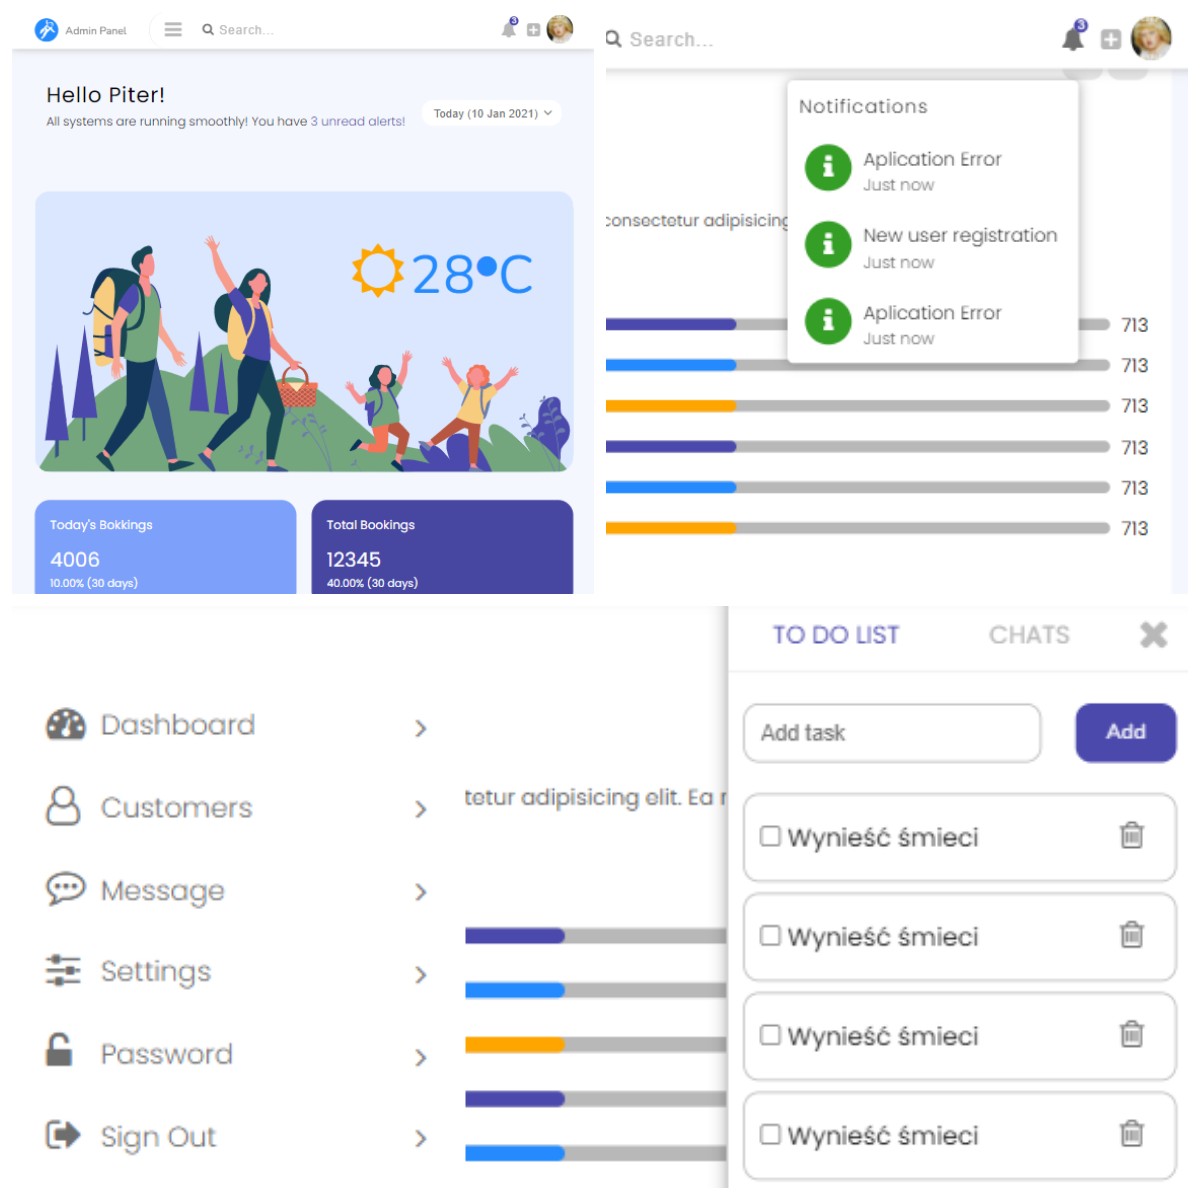 Admin Panel
Search...
3
Hello Piter!
All systems are running smoothly! You have 3 unread alerts!
Today (10 Jan 2021)
28°C
Today's Bokkings
4006
10.00% (30 days)
Total Bookings
12345
40.00% (30 days)
Search...
3
Notifications
Aplication Error
Just now
New user registration
Just now
Aplication Error
Just now
consectetur adipisicing
713
713
713
713
713
713
Dashboard
Customers
Message
Settings
Password
Sign Out
tetur adipisicing elit. Ea
TO DO LIST
CHATS
Add task
Add
Wynieść śmieci
Wynieść śmieci
Wynieść śmieci
Wynieść śmieci